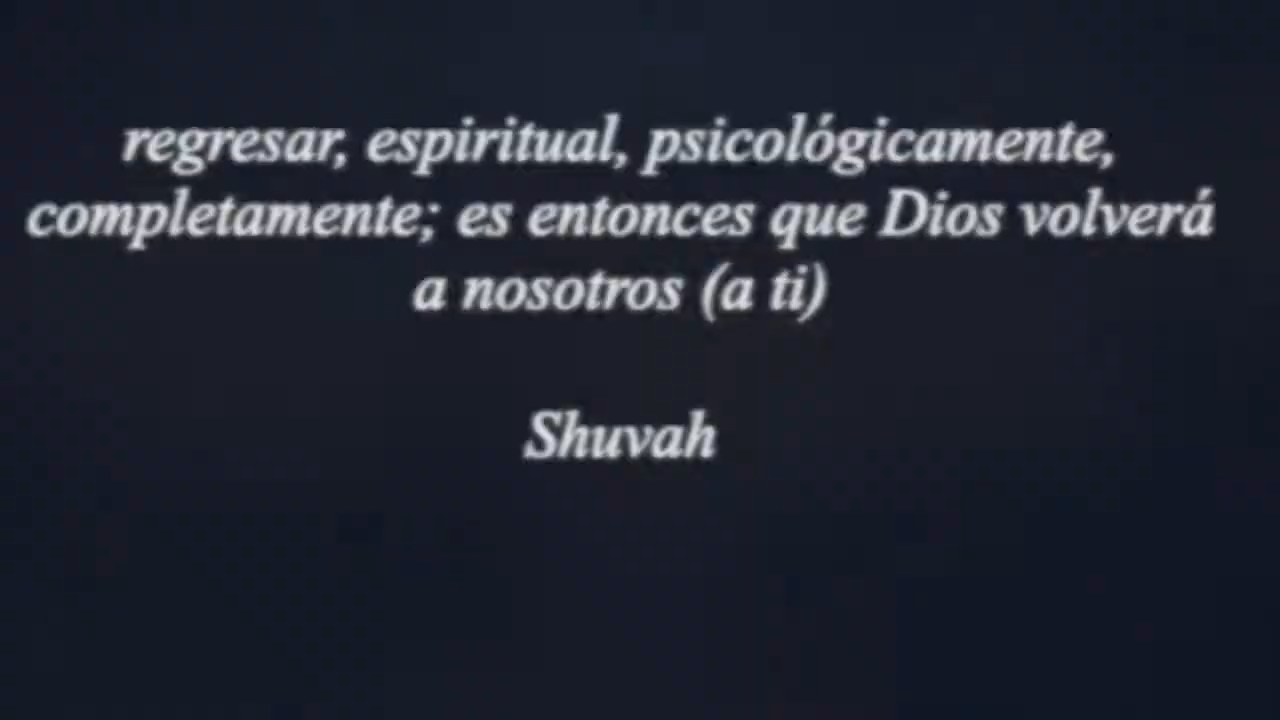 regresar, espiritual, psicológicamente,
completamente; es entonces que Dios volverá
a nosotros (a ti)
Shuvah